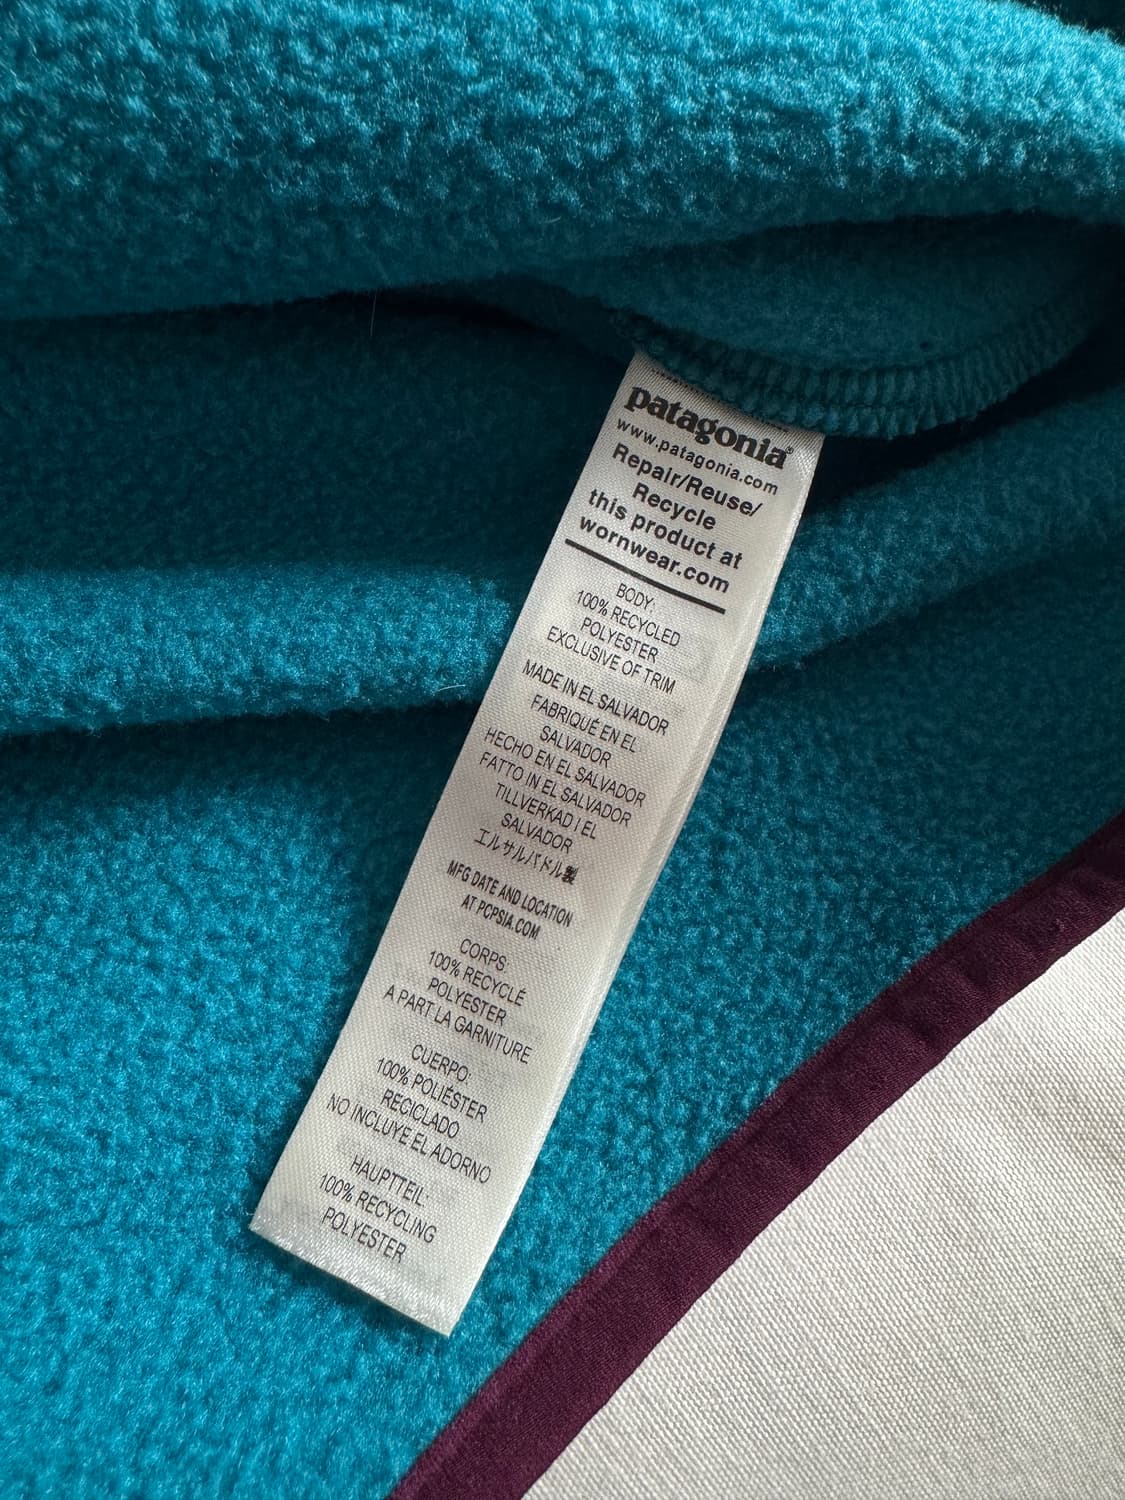 patagonia®
www.patagonia.com
Repair/Reuse/
Recycle
this product at
wornwear.com
BODY:
100% RECYCLED
POLYESTER
EXCLUSIVE OF TRIM
MADE IN EL SALVADOR
FABRIQUÉ EN EL
SALVADOR
HECHO EN EL SALVADOR
FATTO IN EL SALVADOR
TILLVERKAD I EL
SALVADOR
エルサルバドル製
MFG DATE AND LOCATION
AT PCPSIA.COM
CORPS:
100% RECYCLÉ
POLYESTER
A PART LA GARNITURE
CUERPO:
100% POLIÉSTER
RECICLADO
NO INCLUYE EL ADORNO
HAUPTTEIL:
100% RECYCLING
POLYESTER